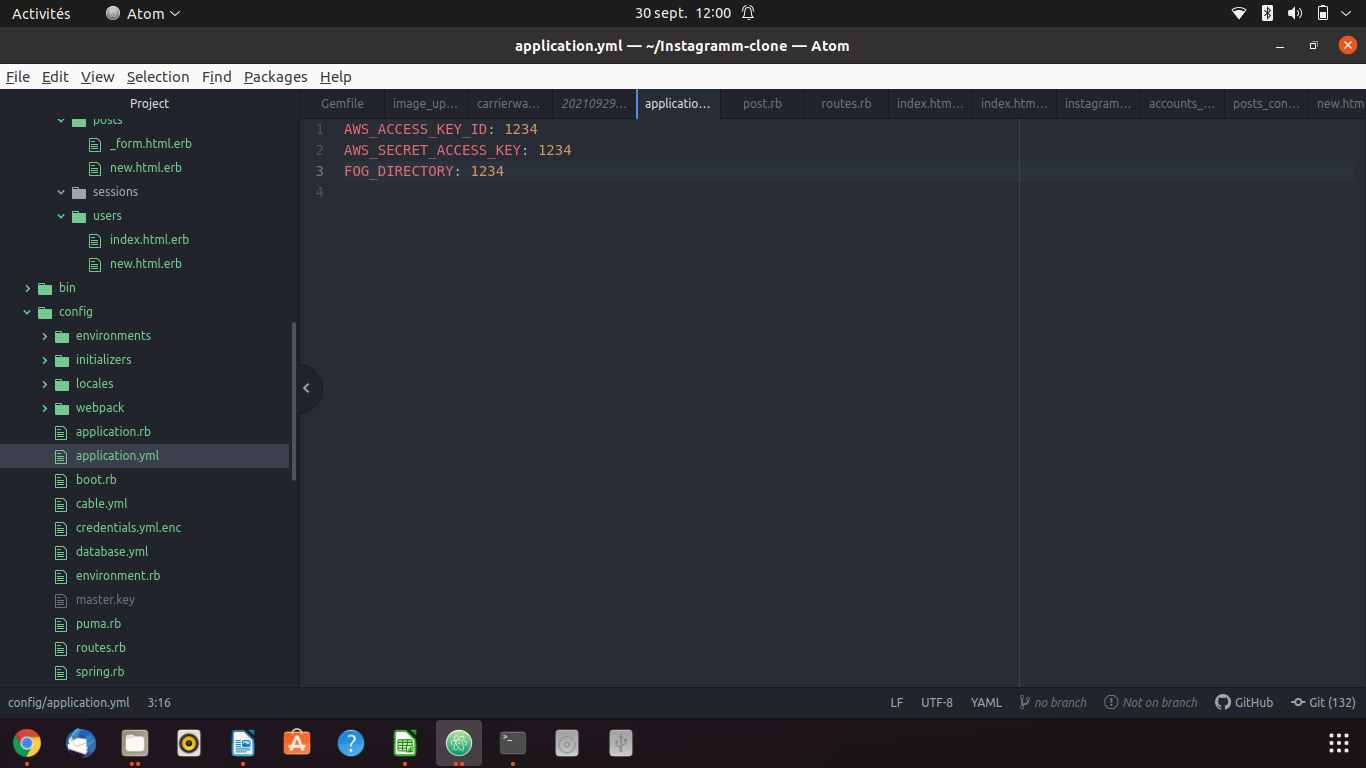 Activités Atom 30 sept. 12:00
application.yml — ~/Instagramm-clone — Atom
File Edit View Selection Find Packages Help
Project
Gemfile image_up... carrierwa... 20210929... applicatio... post.rb routes.rb index.htm... index.htm... instagram... accounts_... posts_con... new.htm
posts
_form.html.erb
new.html.erb
sessions
users
index.html.erb
new.html.erb
bin
config
environments
initializers
locales
webpack
application.rb
application.yml
boot.rb
cable.yml
credentials.yml.enc
database.yml
environment.rb
master.key
puma.rb
routes.rb
spring.rb
1 AWS_ACCESS_KEY_ID: 1234
2 AWS_SECRET_ACCESS_KEY: 1234
3 FOG_DIRECTORY: 1234
4
config/application.yml 3:16 LF UTF-8 YAML no branch Not on branch GitHub Git (132)